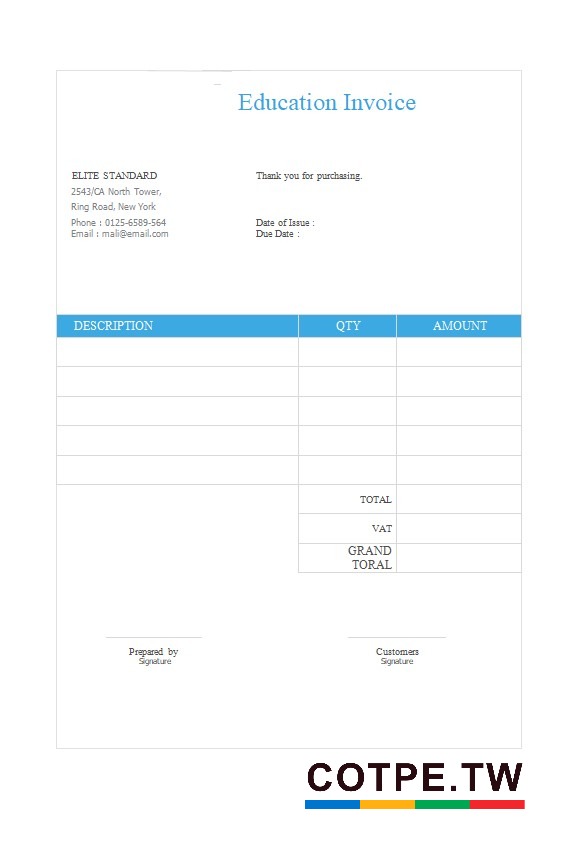 Education Invoice
ELITE STANDARD
2543/CA North Tower,
Ring Road, New York
Phone : 0125-6589-564
Email : mali@email.com
Thank you for purchasing.
Date of Issue :
Due Date :
DESCRIPTION QTY AMOUNT
TOTAL
VAT
GRAND
TORAL
Prepared by
Signature
Customers
Signature
COTPE.TW